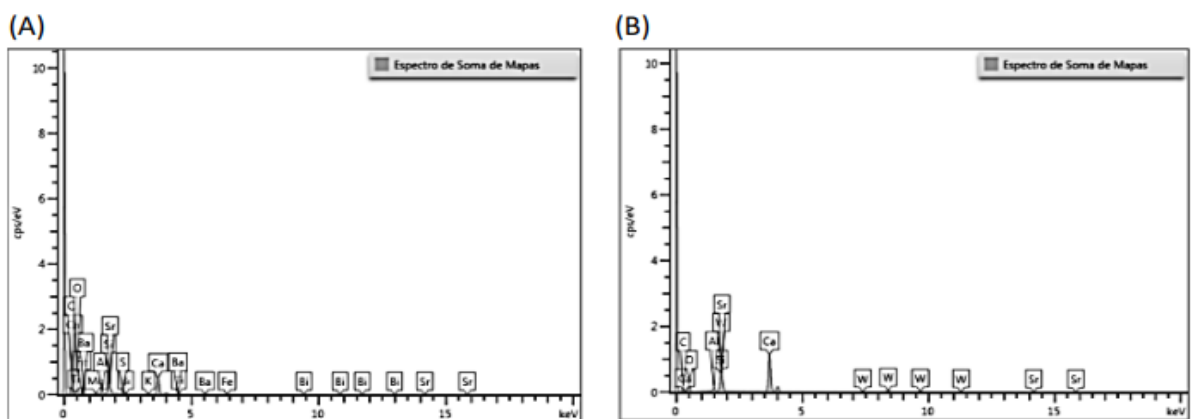 (A)
(B)
Espectro de Soma de Mapas
10
8
6
4
2
0
cps/eV
O
C
Ca
Ba
Sr
A
S
K
Ca
Ba
Ba
Fe
Bi
Bi
Bi
Bi
Sr
Sr
0
5
10
15
keV
Espectro de Soma de Mapas
10
8
6
4
2
0
cps/eV
C
O
Al
Sr
Ca
W
W
W
W
Sr
Sr
0
5
10
15
keV